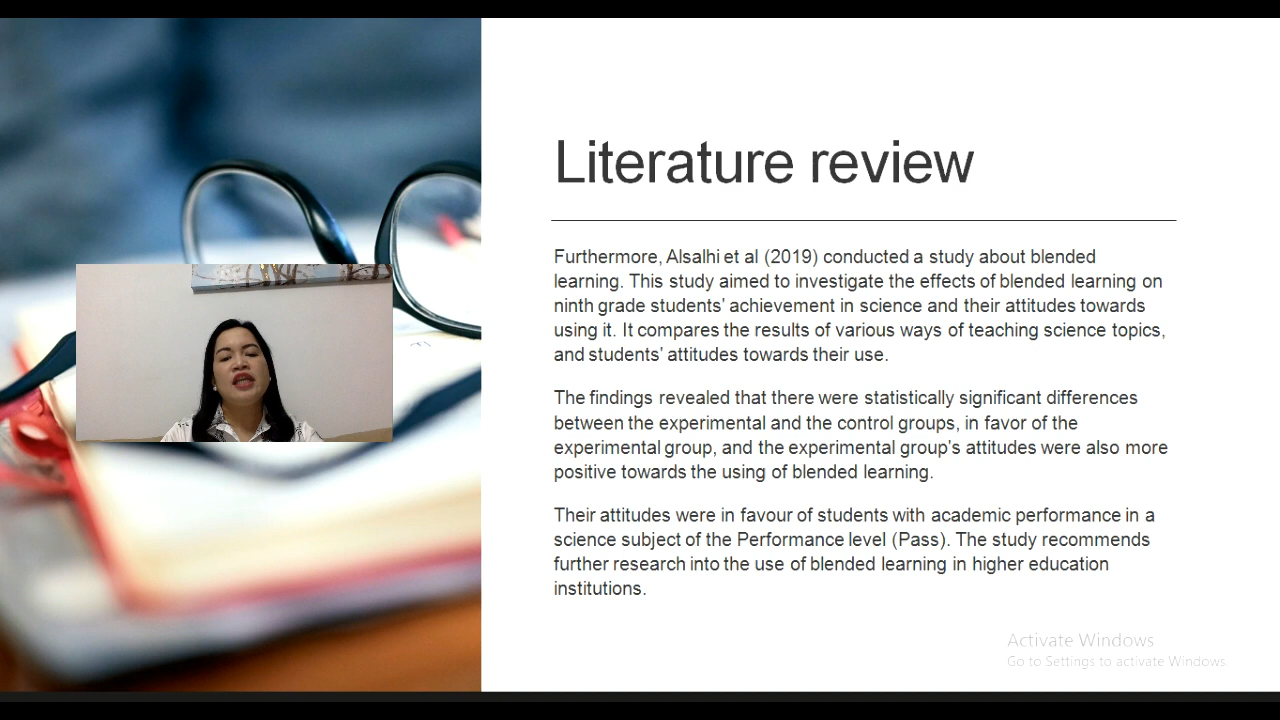 Literature review
Furthermore, Alsalhi et al (2019) conducted a study about blended
learning. This study aimed to investigate the effects of blended learning on
ninth grade students' achievement in science and their attitudes towards
using it. It compares the results of various ways of teaching science topics,
and students' attitudes towards their use.
The findings revealed that there were statistically significant differences
between the experimental and the control groups, in favor of the
experimental group, and the experimental group's attitudes were also more
positive towards the using of blended learning.
Their attitudes were in favour of students with academic performance in a
science subject of the Performance level (Pass). The study recommends
further research into the use of blended learning in higher education
institutions.
Activate Windows
Go to Settings to activate Windows.